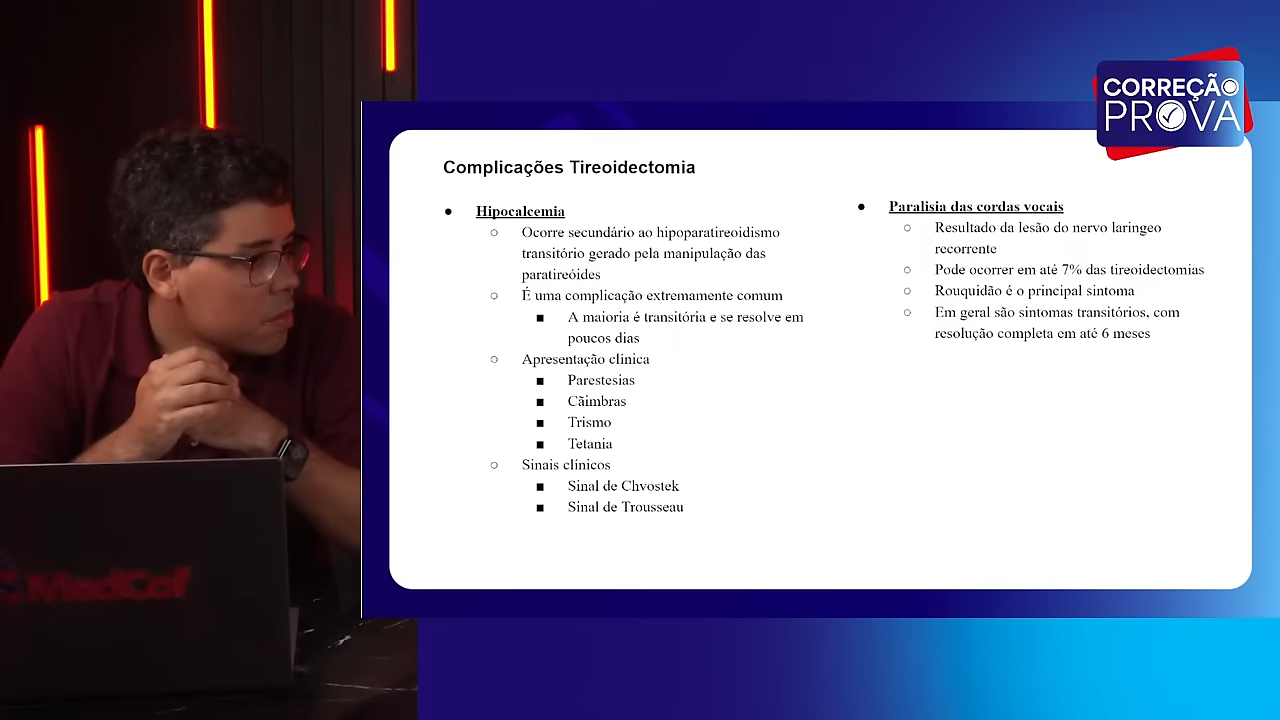 CORREÇÃO
PROVA
Complicações Tireoidectomia
● Hipocalcemia
○ Ocorre secundário ao hipoparatireoidismo
transitório gerado pela manipulação das
paratireóides
○ É uma complicação extremamente comum
■ A maioria é transitória e se resolve em
poucos dias
○ Apresentação clínica
■ Parestesias
■ Cãimbras
■ Trismo
■ Tetania
○ Sinais clínicos
■ Sinal de Chvostek
■ Sinal de Trousseau
● Paralisia das cordas vocais
○ Resultado da lesão do nervo laringeo
recorrente
○ Pode ocorrer em até 7% das tireoidectomias
○ Rouquidão é o principal sintoma
○ Em geral são sintomas transitórios, com
resolução completa em até 6 meses
MedCof